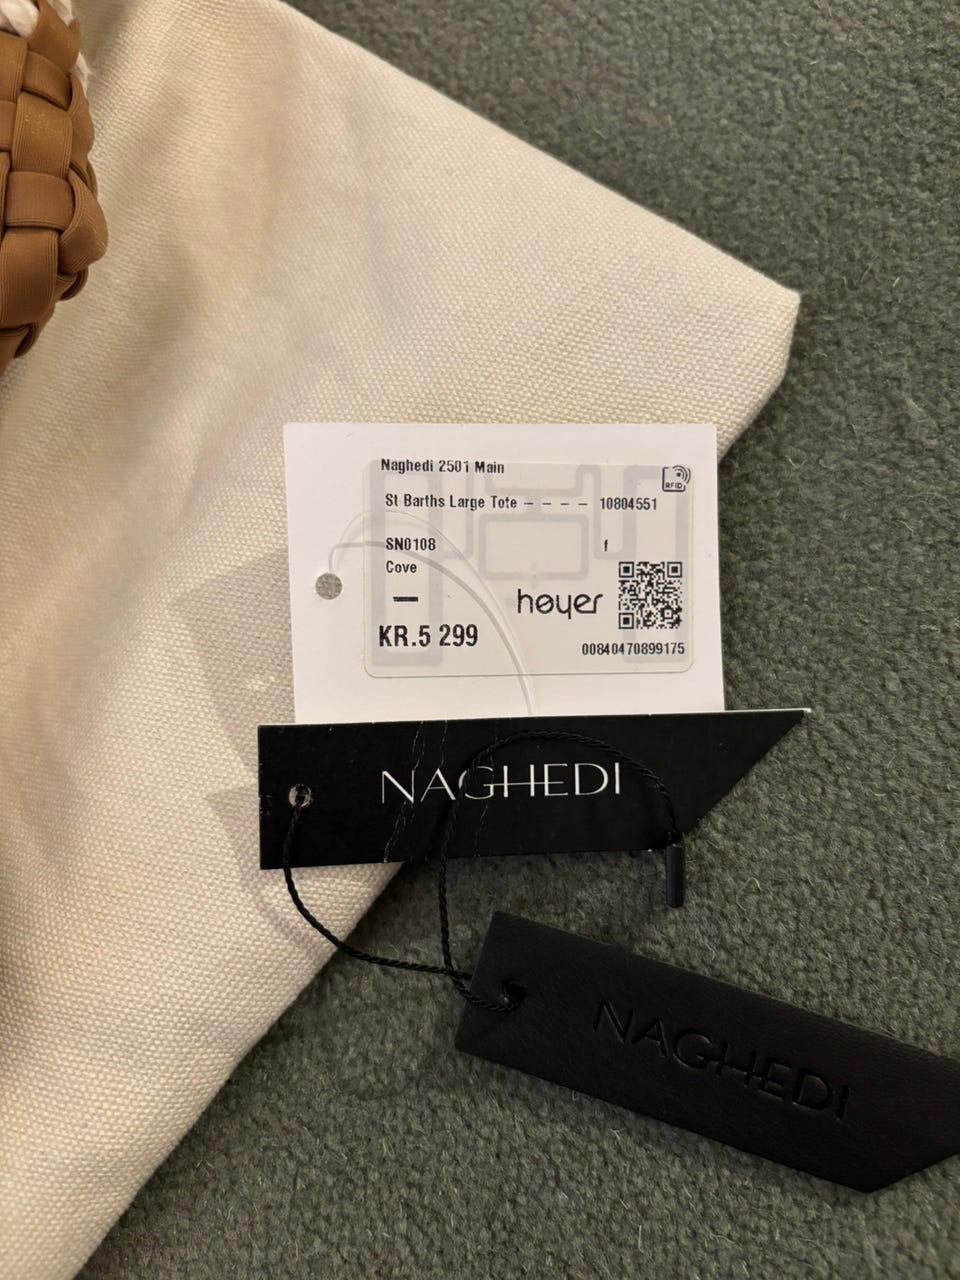 Naghedi 2501 Main
RFID
St Barths Large Tote - - - - 10804551
SN0108 f
Cove
—
høyer
KR.5 299
00840470899175
NAGHEDI
NAGHEDI